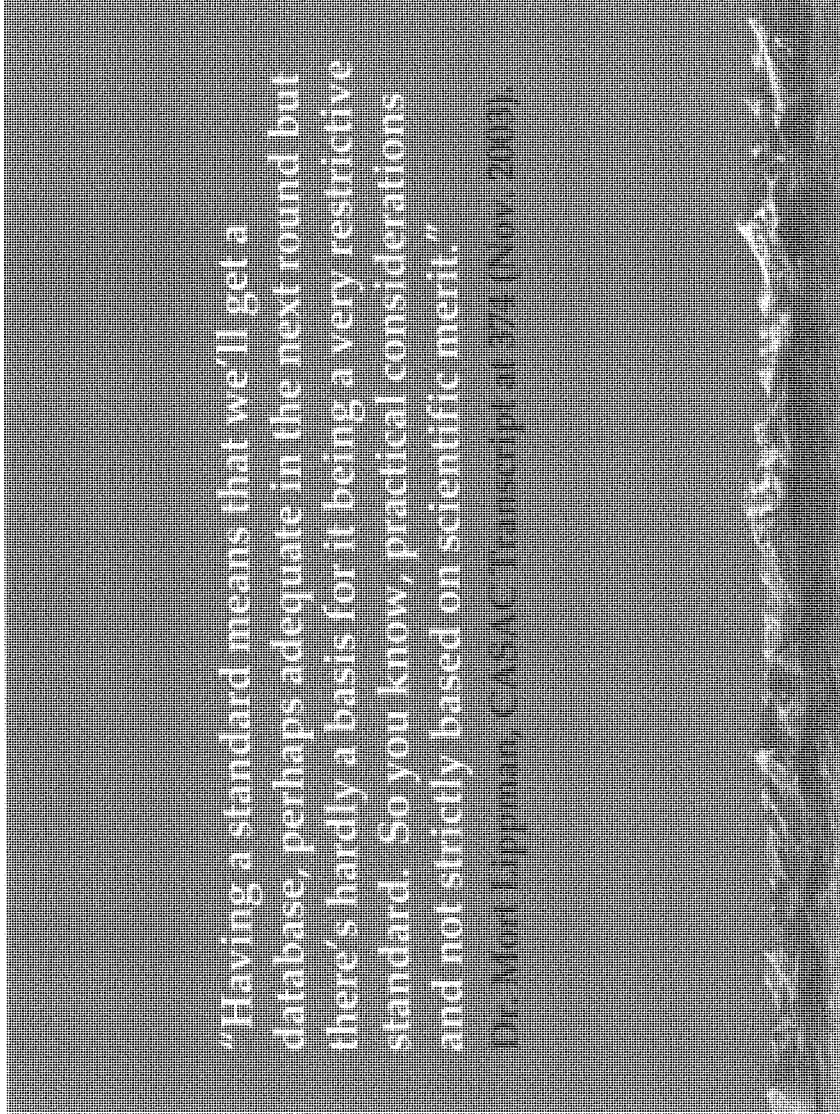 “Having a standard means that we’ll get a
database, perhaps adequate in the next round but
there’s hardly a basis for it being a very restrictive
standard. So you know, practical considerations
and not strictly based on scientific merit.”
Dr. Mort Lippman, CASAC Transcript at 374 (Nov. 2003).